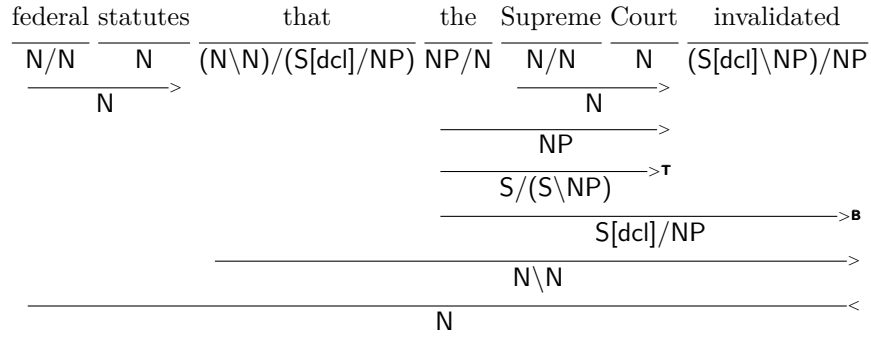 federal statutes that the Supreme Court invalidated
N/N N (N\N)/(S[dcl]/NP) NP/N N/N N (S[dcl]\NP)/NP
> >
N N
>
NP
>T
S/(S\NP)
>B
S[dcl]/NP
>
N\N
<
N